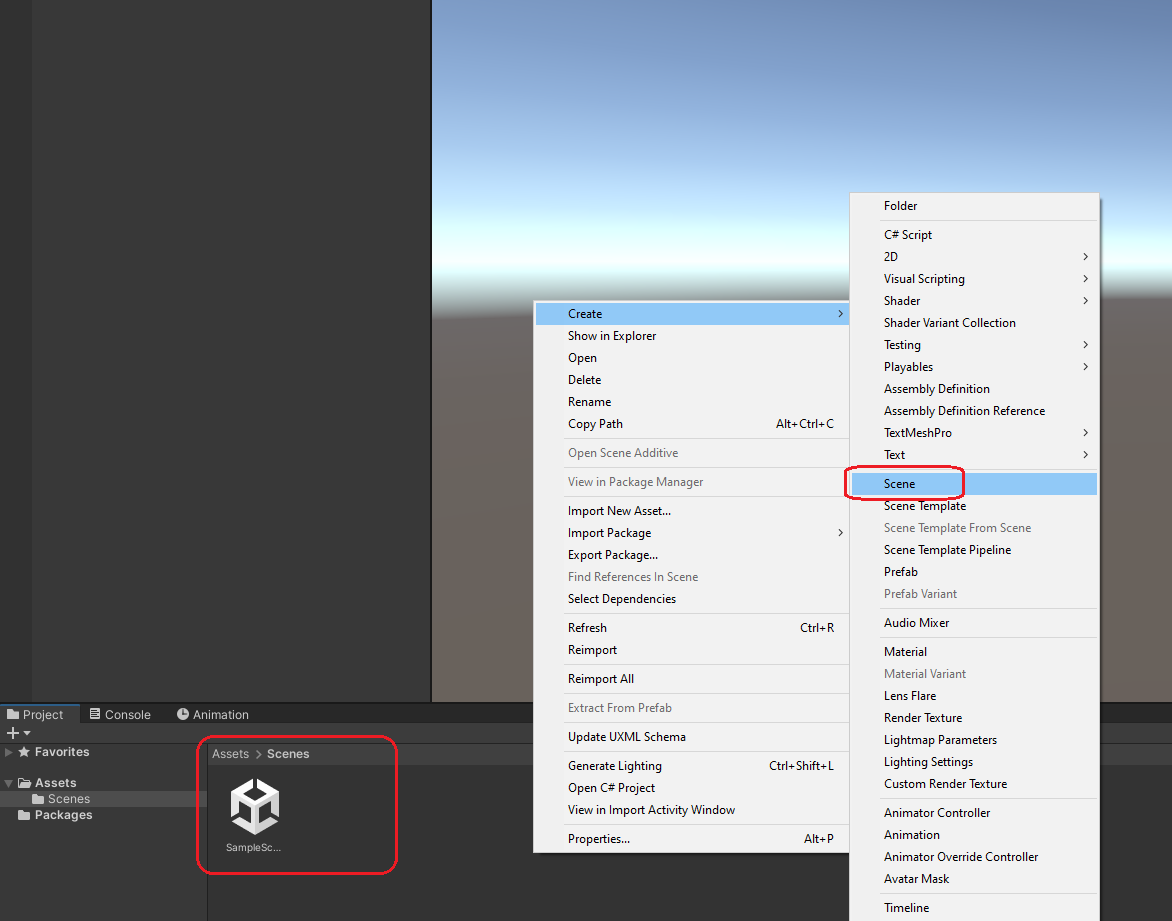 Folder
C# Script
2D
Visual Scripting
Shader
Shader Variant Collection
Testing
Playables
Assembly Definition
Assembly Definition Reference
TextMeshPro
Text
Scene
Scene Template
Scene Template From Scene
Scene Template Pipeline
Prefab
Prefab Variant
Audio Mixer
Material
Material Variant
Lens Flare
Render Texture
Lightmap Parameters
Lighting Settings
Custom Render Texture
Animator Controller
Animation
Animator Override Controller
Avatar Mask
Timeline
Create
Show in Explorer
Open
Delete
Rename
Copy Path Alt+Ctrl+C
Open Scene Additive
View in Package Manager
Import New Asset...
Import Package
Export Package...
Find References In Scene
Select Dependencies
Refresh Ctrl+R
Reimport
Reimport All
Extract From Prefab
Update UXML Schema
Generate Lighting Ctrl+Shift+L
Open C# Project
View in Import Activity Window
Properties... Alt+P
Project Console Animation
Favorites
Assets
Scenes
Packages
Assets > Scenes
SampleSc...